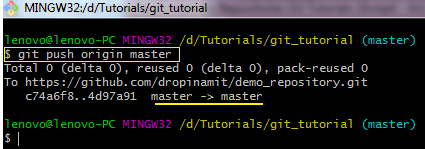 MINGW32:/d/Tutorials/git_tutorial
lenovo@lenovo-PC MINGW32 /d/Tutorials/git_tutorial (master)
$ git push origin master
Total 0 (delta 0), reused 0 (delta 0), pack-reused 0
To https://github.com/dropinamit/demo_repository.git
   c74a6f8..4d97a91  master -> master
lenovo@lenovo-PC MINGW32 /d/Tutorials/git_tutorial (master)
$